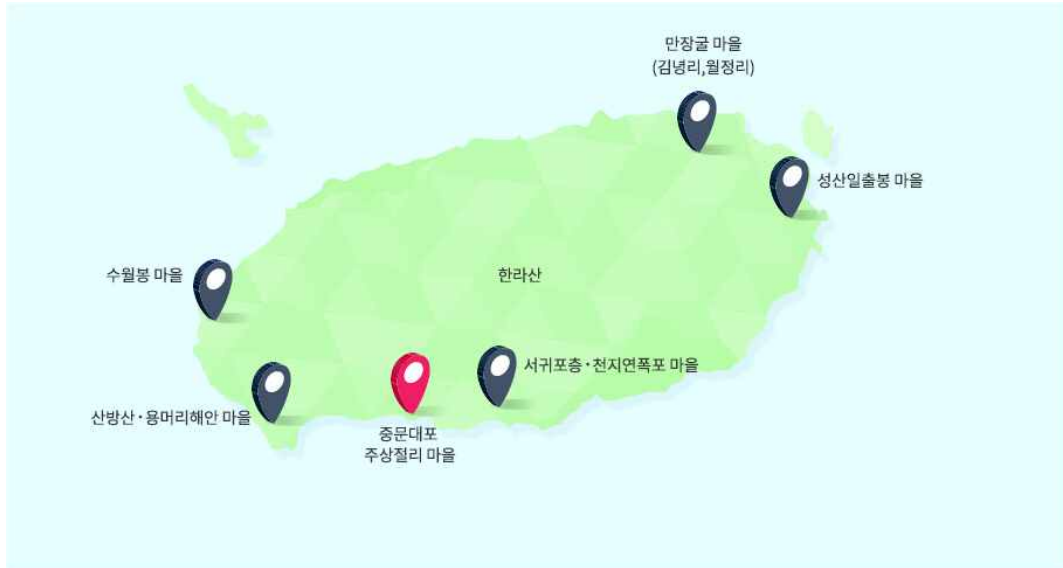 만장굴 마을
(김녕리,월정리)
성산일출봉 마을
수월봉 마을
한라산
서귀포층·천지연폭포 마을
산방산·용머리해안 마을
중문대포
주상절리 마을